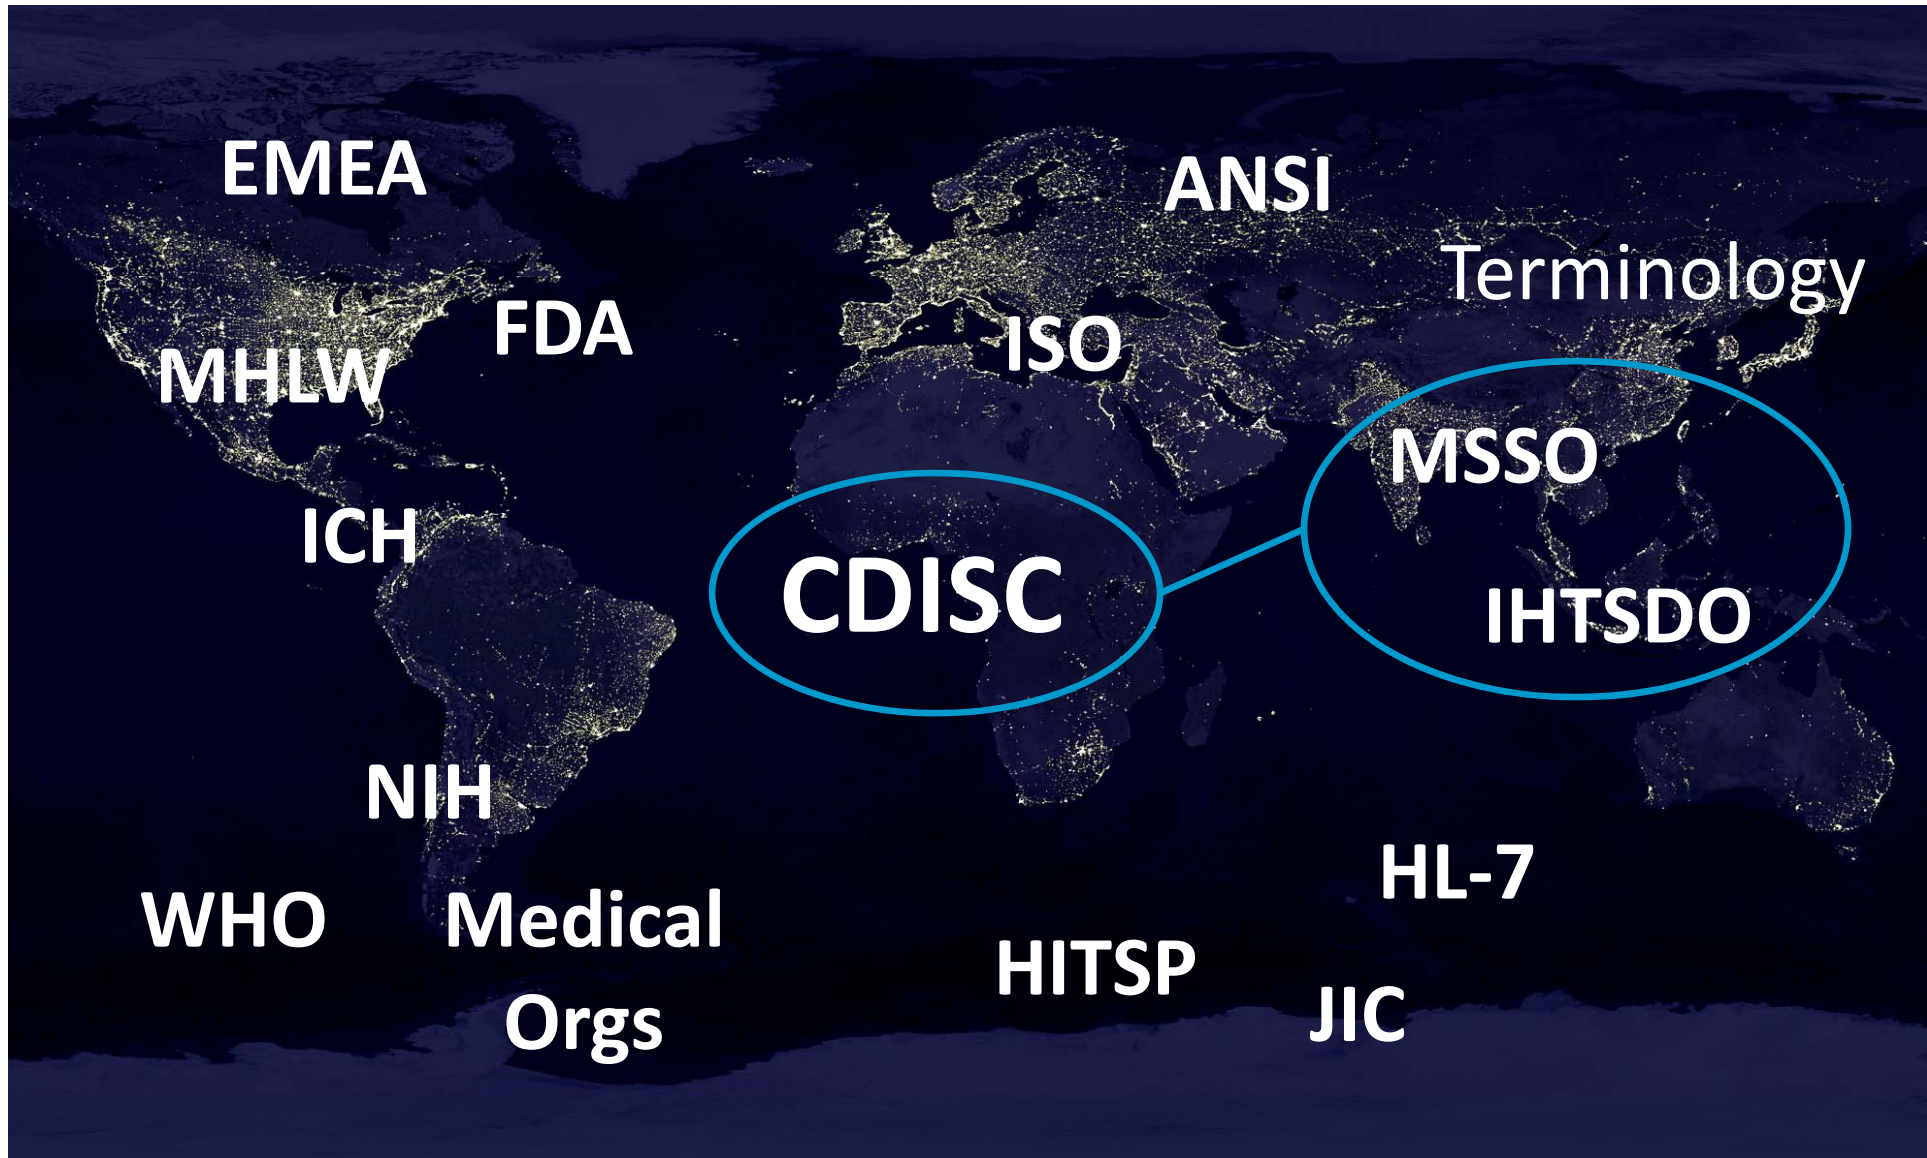 EMEA
ANSI
Terminology
FDA
ISO
MHLW
MSSO
ICH
CDISC
IHTSDO
NIH
HL-7
WHO
Medical
Orgs
HITSP
JIC